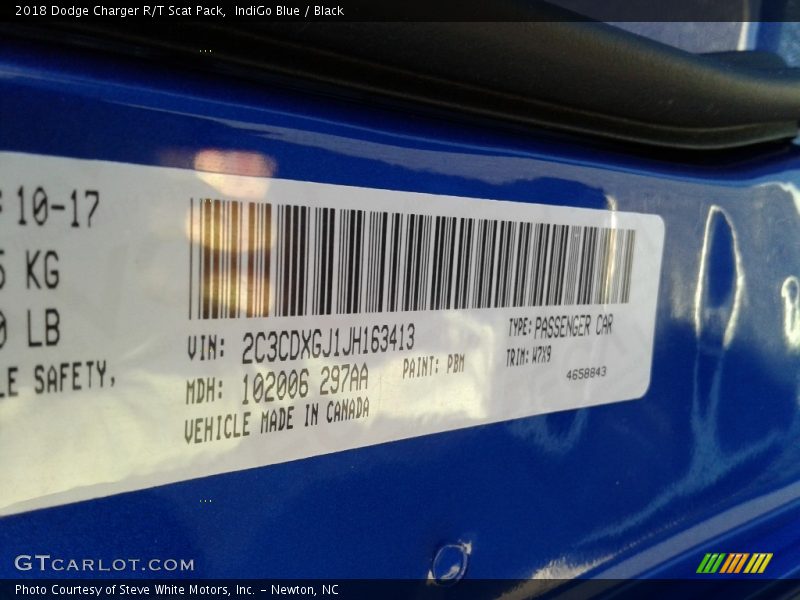 2018 Dodge Charger R/T Scat Pack, IndiGo Blue / Black
10-17
KG
LB
SAFETY,
VIN: 2C3CDXGJ1JH163413
TYPE: PASSENGER CAR
MDH: 102006 297AA
PAINT: PBM
TRIM: W7X9
VEHICLE MADE IN CANADA
4658843
GTCARLOT.COM
Photo Courtesy of Steve White Motors, Inc. – Newton, NC